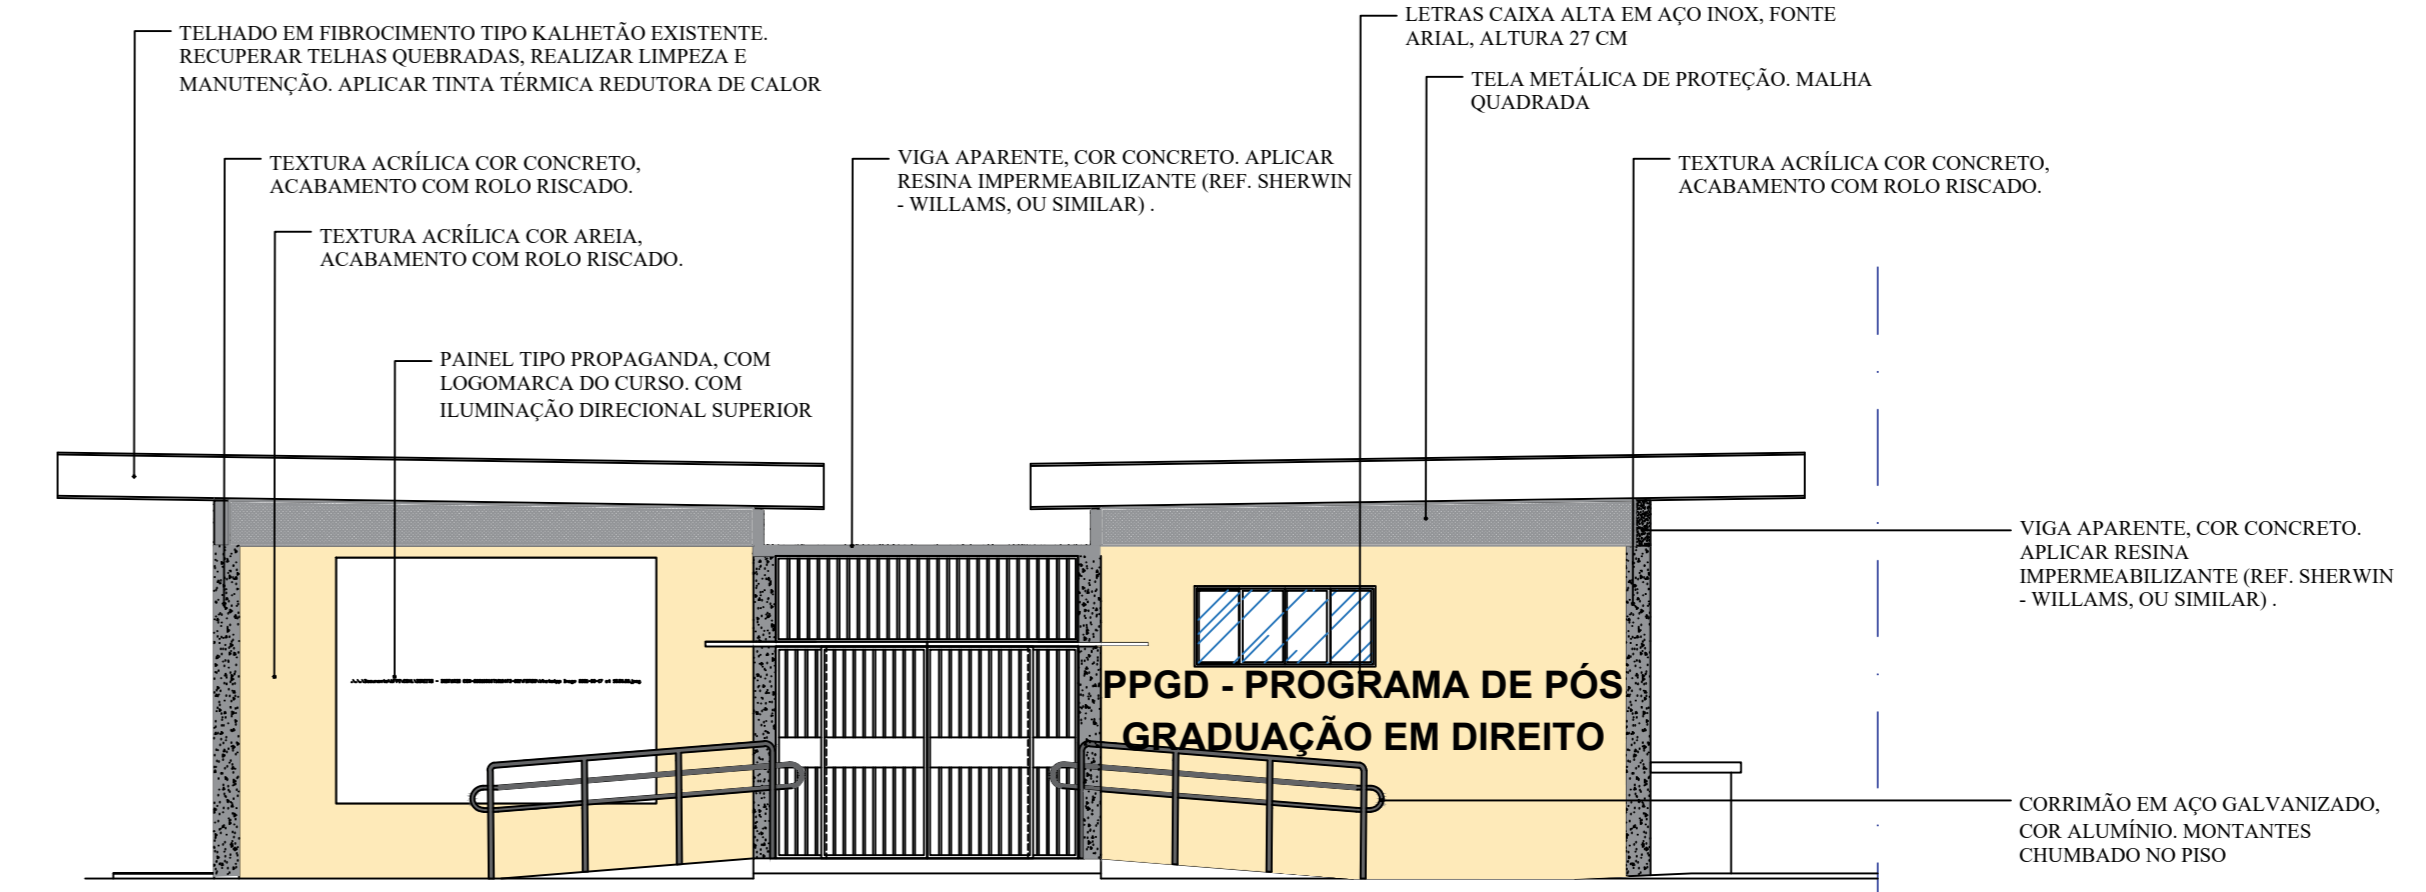 TELHADO EM FIBROCIMENTO TIPO KALHETÃO EXISTENTE.
RECUPERAR TELHAS QUEBRADAS, REALIZAR LIMPEZA E
MANUTENÇÃO. APLICAR TINTA TÉRMICA REDUTORA DE CALOR
LETRAS CAIXA ALTA EM AÇO INOX, FONTE
ARIAL, ALTURA 27 CM
TELA METÁLICA DE PROTEÇÃO. MALHA
QUADRADA
TEXTURA ACRÍLICA COR CONCRETO,
ACABAMENTO COM ROLO RISCADO.
VIGA APARENTE, COR CONCRETO. APLICAR
RESINA IMPERMEABILIZANTE (REF. SHERWIN
- WILLAMS, OU SIMILAR) .
TEXTURA ACRÍLICA COR CONCRETO,
ACABAMENTO COM ROLO RISCADO.
TEXTURA ACRÍLICA COR AREIA,
ACABAMENTO COM ROLO RISCADO.
PAINEL TIPO PROPAGANDA, COM
LOGOMARCA DO CURSO. COM
ILUMINAÇÃO DIRECIONAL SUPERIOR
VIGA APARENTE, COR CONCRETO.
APLICAR RESINA
IMPERMEABILIZANTE (REF. SHERWIN
- WILLAMS, OU SIMILAR) .
PPGD - PROGRAMA DE PÓS
GRADUAÇÃO EM DIREITO
CORRIMÃO EM AÇO GALVANIZADO,
COR ALUMÍNIO. MONTANTES
CHUMBADO NO PISO